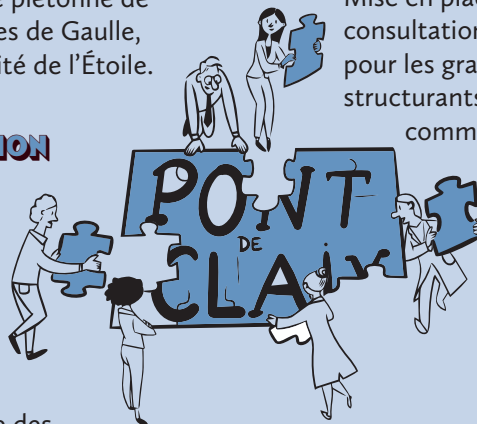 e piétonne de
es de Gaulle,
ité de l'Étoile.
ION
Mise en plac
consultation
pour les gra
structurants
comm
PONT
DE
CLAIX
e des